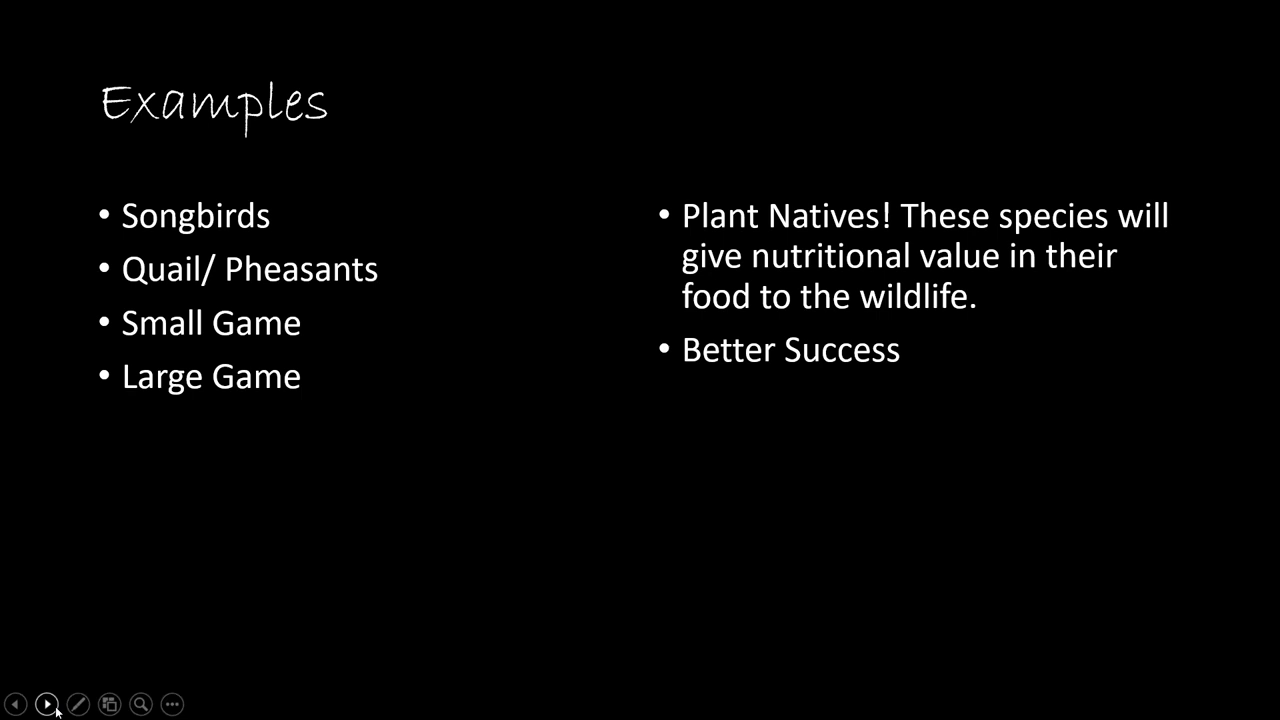 Examples
• Songbirds
• Quail/ Pheasants
• Small Game
• Large Game
• Plant Natives! These species will
give nutritional value in their
food to the wildlife.
• Better Success